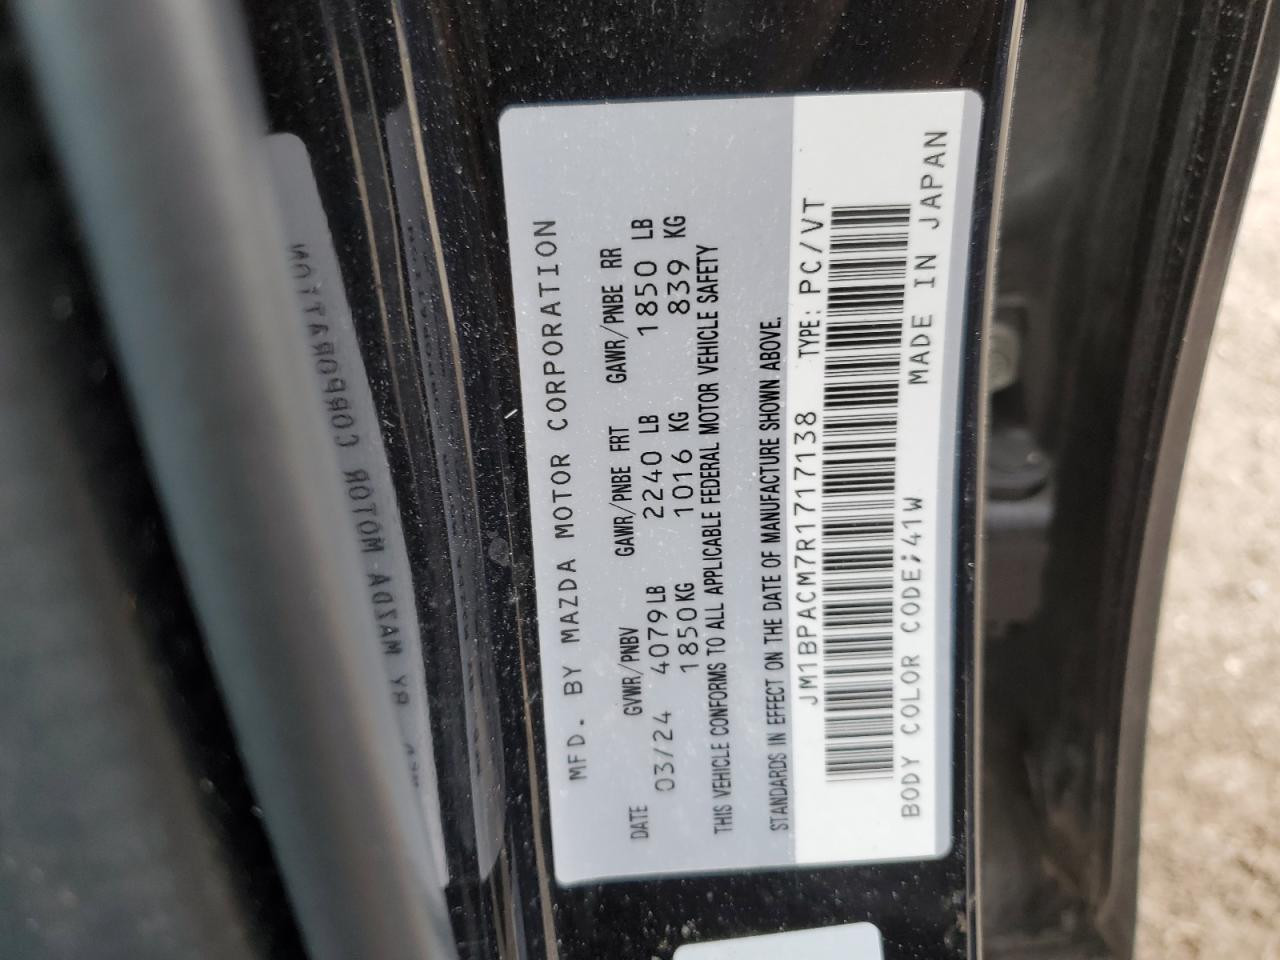 MFD. BY MAZDA MOTOR CORPORATION
DATE GVWR/PNBV GAWR/PNBE FRT GAWR/PNBE RR
03/24 4079LB 2240 LB 1850 LB
1850KG 1016 KG 839 KG
THIS VEHICLE CONFORMS TO ALL APPLICABLE FEDERAL MOTOR VEHICLE SAFETY
STANDARDS IN EFFECT ON THE DATE OF MANUFACTURE SHOWN ABOVE.
JM1BPACM7R1717138 TYPE: PC/VT
BODY COLOR CODE;41W MADE IN JAPAN